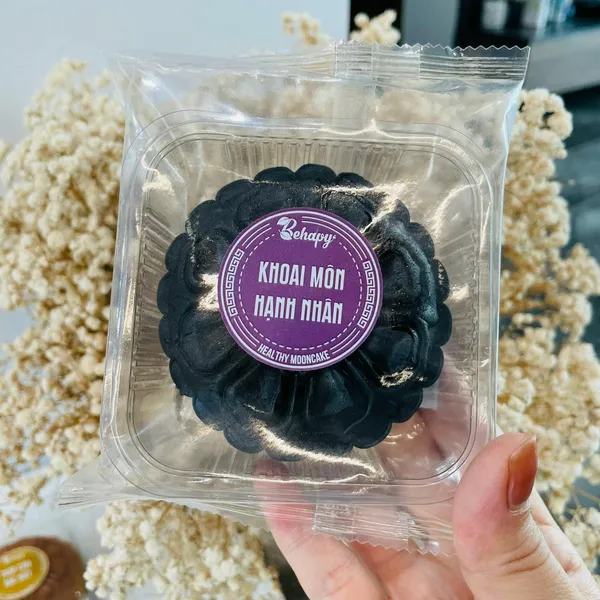 Behapy
KHOAI MÔN
HẠNH NHÂN
HEALTHY MOONCAKE